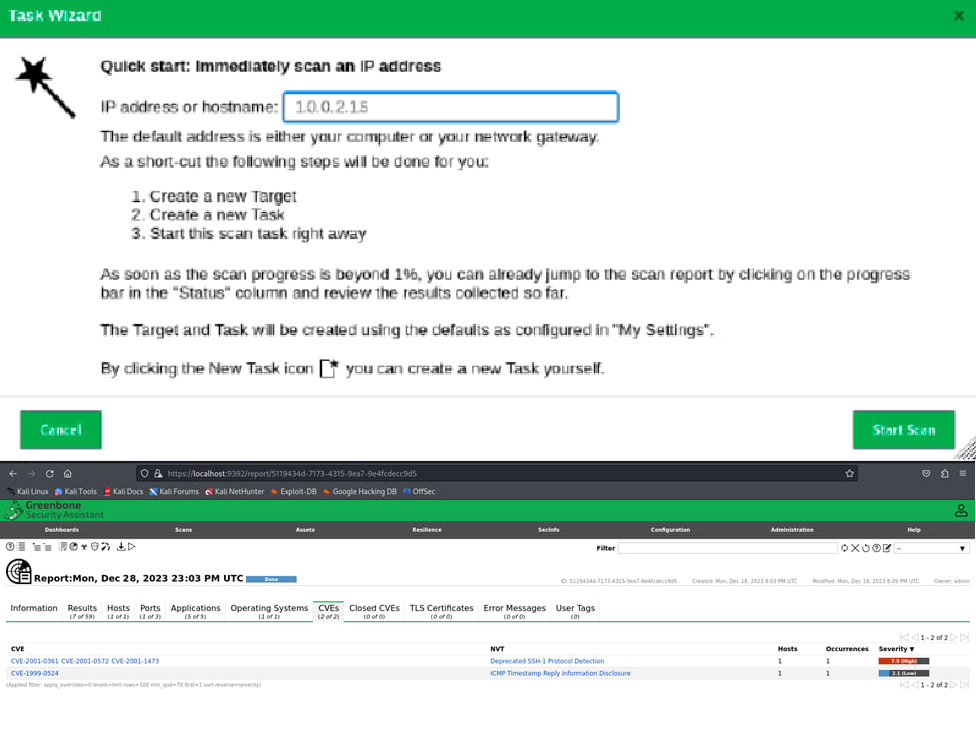 Task Wizard
Quick start: Immediately scan an IP address
IP address or hostname: 10.0.2.15
The default address is either your computer or your network gateway.
As a short-cut the following steps will be done for you:
1. Create a new Target
2. Create a new Task
3. Start this scan task right away
As soon as the scan progress is beyond 1%, you can already jump to the scan report by clicking on the progress
bar in the "Status" column and review the results collected so far.
The Target and Task will be created using the defaults as configured in "My Settings".
By clicking the New Task icon you can create a new Task yourself.
Cancel Start Scan
https://localhost:9392/report/5119434d-7173-4315-9ea7-9e4fcdecc9d5
Kali Linux Kali Tools Kali Docs Kali Forums Kali NetHunter Exploit-DB Google Hacking DB OffSec
Greenbone
Security Assistant
Dashboards Scans Assets Resilience SecInfo Configuration Administration Help
Filter --
Report:Mon, Dec 28, 2023 23:03 PM UTC Done ID: 5119434d-7173-4315-9ea7-9e4fcdecc9d5 Created: Mon, Dec 18, 2023 8:03 PM UTC Modified: Mon, Dec 18, 2023 8:09 PM UTC Owner: admin
Information Results Hosts Ports Applications Operating Systems CVEs Closed CVEs TLS Certificates Error Messages User Tags
(7 of 59) (1 of 1) (1 of 3) (5 of 5) (1 of 1) (2 of 2) (0 of 0) (0 of 0) (0 of 0) (0)
1 - 2 of 2
CVE NVT Hosts Occurrences Severity ▼
CVE-2001-0361 CVE-2001-0572 CVE-2001-1473 Deprecated SSH-1 Protocol Detection 1 1 7.5 (High)
CVE-1999-0524 ICMP Timestamp Reply Information Disclosure 1 1 2.1 (Low)
(Applied filter: apply_overrides=0 levels=hml rows=100 min_qod=70 first=1 sort-reverse=severity) 1 - 2 of 2